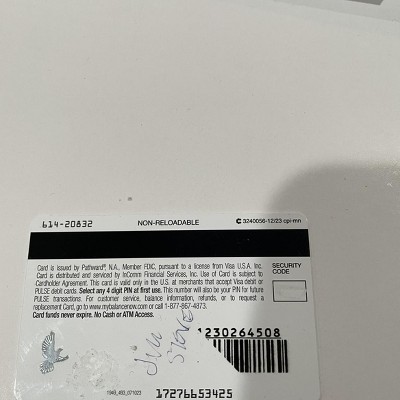 614-20832 NON-RELOADABLE C 3240056-12/23 cpi-mn
Card is issued by Pathward® N.A., Member FDIC, pursuant to a license from Visa U.S.A. Inc.
Card is distributed and serviced by InComm Financial Services, Inc. Use of Card is subject to
Cardholder Agreement. This card is valid only in the U.S. at merchants that accept Visa debit or
PULSE debit cards. Select any 4 digit PIN at first use. This number will also be your PIN for future
PULSE transactions. For customer service, balance information, refunds, or to request a
replacement Card, go to www.mybalancenow.com or call 1-877-867-4873.
Card funds never expire. No Cash or ATM Access.
SECURITY
CODE
1230264508
17276653425